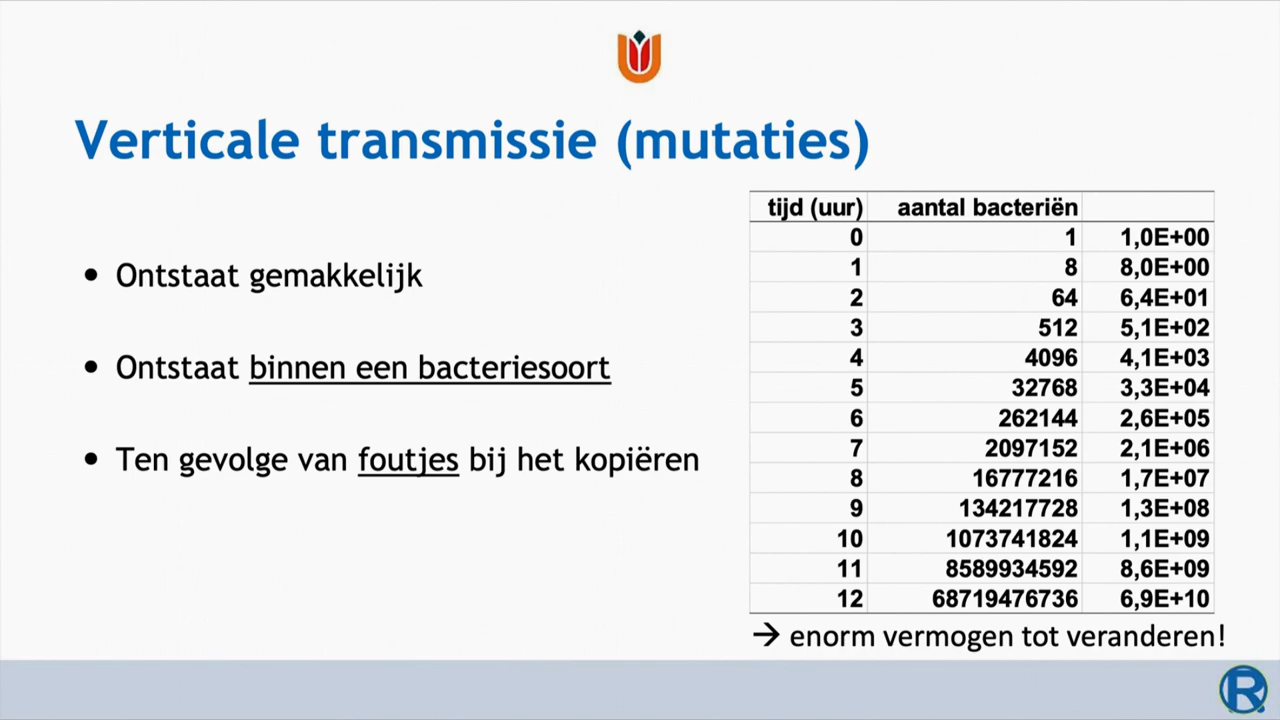 Verticale transmissie (mutaties)
• Ontstaat gemakkelijk
• Ontstaat binnen een bacteriesoort
• Ten gevolge van foutjes bij het kopiëren
tijd (uur) aantal bacteriën
0 1 1,0E+00
1 8 8,0E+00
2 64 6,4E+01
3 512 5,1E+02
4 4096 4,1E+03
5 32768 3,3E+04
6 262144 2,6E+05
7 2097152 2,1E+06
8 16777216 1,7E+07
9 134217728 1,3E+08
10 1073741824 1,1E+09
11 8589934592 8,6E+09
12 68719476736 6,9E+10
→ enorm vermogen tot veranderen!
R